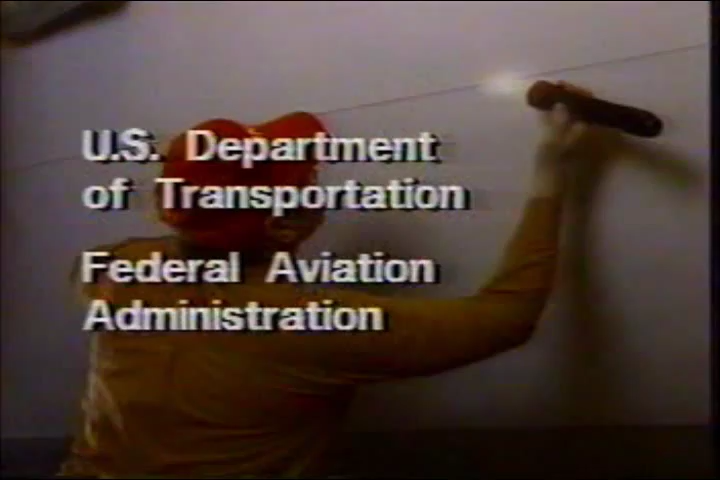 U.S. Department
of Transportation
Federal Aviation
Administration